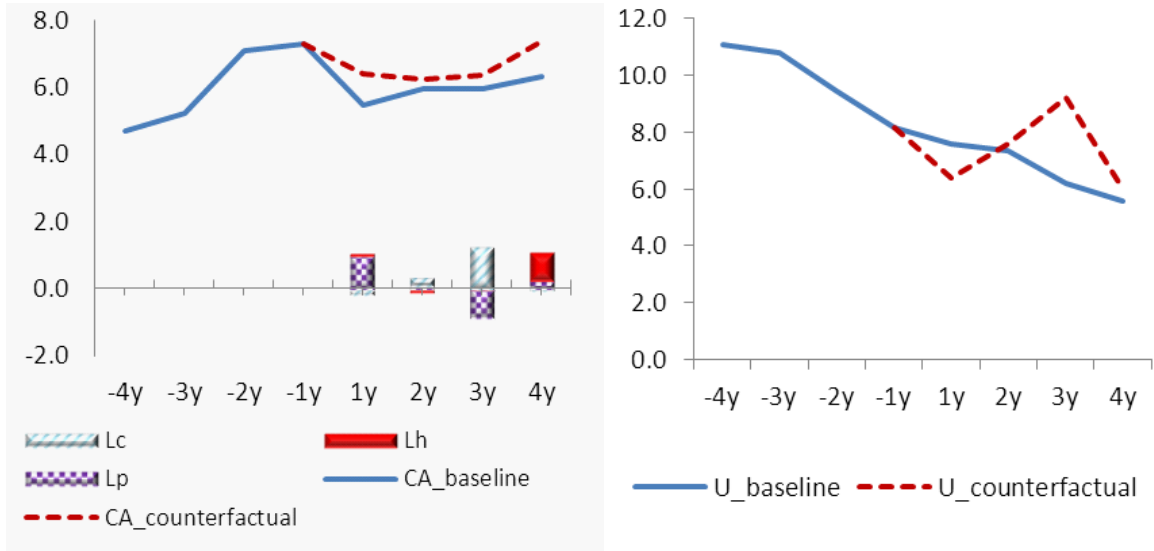 8.0
6.0
4.0
2.0
0.0
-2.0
-4y -3y -2y -1y 1y 2y 3y 4y
Lc Lh
Lp CA_baseline
CA_counterfactual
12.0
10.0
8.0
6.0
4.0
2.0
0.0
-4y -3y -2y -1y 1y 2y 3y 4y
U_baseline U_counterfactual